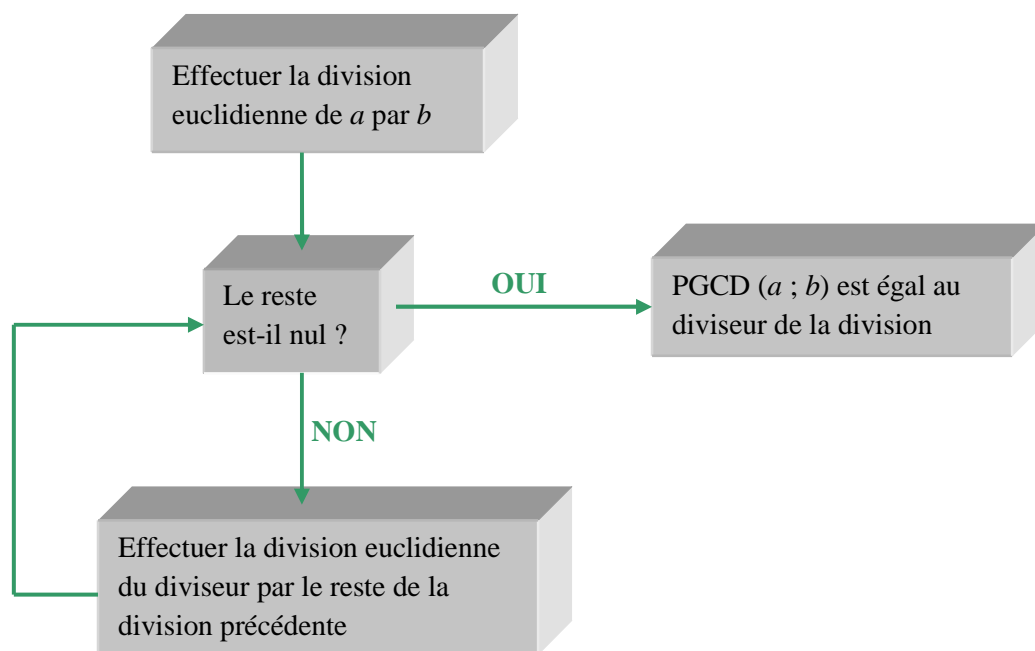 Effectuer la division
euclidienne de a par b
Le reste
est-il nul ?
OUI
PGCD (a ; b) est égal au
diviseur de la division
NON
Effectuer la division euclidienne
du diviseur par le reste de la
division précédente